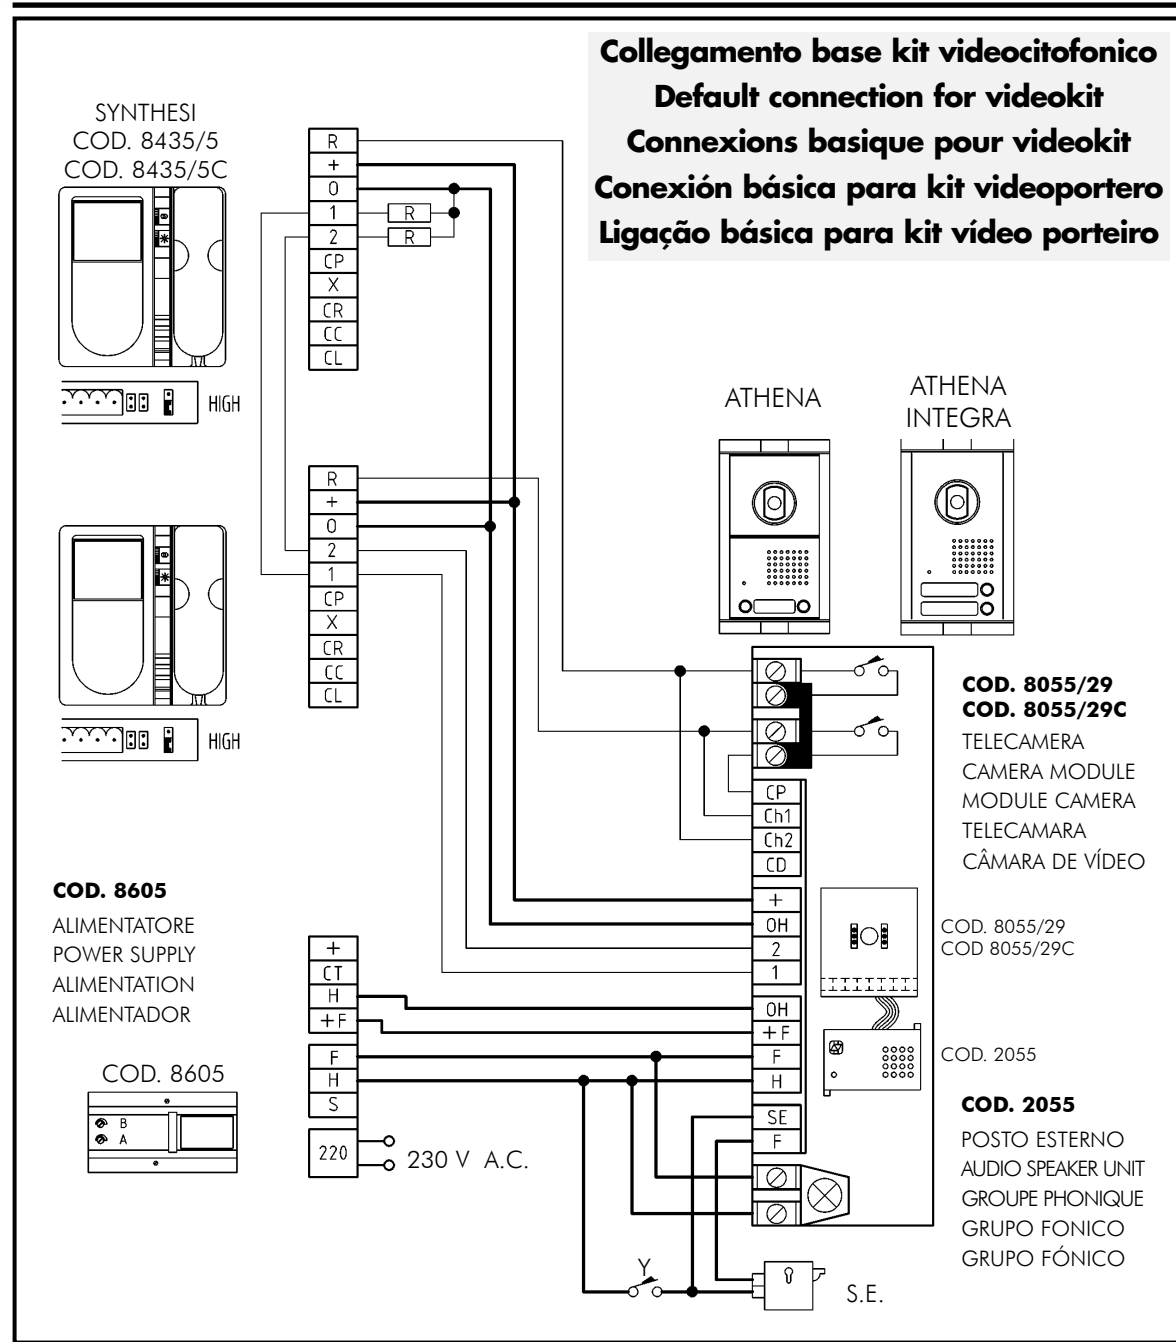 Collegamento base kit videocitofonico
Default connection for videokit
Connexions basique pour videokit
Conexión básica para kit videoportero
Ligação básica para kit vídeo porteiro
SYNTHESI
COD. 8435/5
COD. 8435/5C
HIGH
R
+
0
1
2
CP
X
CR
CC
CL
R
R
HIGH
R
+
0
2
1
CP
X
CR
CC
CL
ATHENA
ATHENA
INTEGRA
COD. 8055/29
COD. 8055/29C
TELECAMERA
CAMERA MODULE
MODULE CAMERA
TELECAMARA
CÂMARA DE VÍDEO
CP
Ch1
Ch2
CD
+
OH
2
1
OH
+F
F
H
SE
F
COD. 8055/29
COD 8055/29C
COD. 2055
COD. 2055
POSTO ESTERNO
AUDIO SPEAKER UNIT
GROUPE PHONIQUE
GRUPO FONICO
GRUPO FÓNICO
COD. 8605
ALIMENTATORE
POWER SUPPLY
ALIMENTATION
ALIMENTADOR
COD. 8605
B
A
+
CT
H
+F
F
H
S
220
230 V A.C.
Y
S.E.